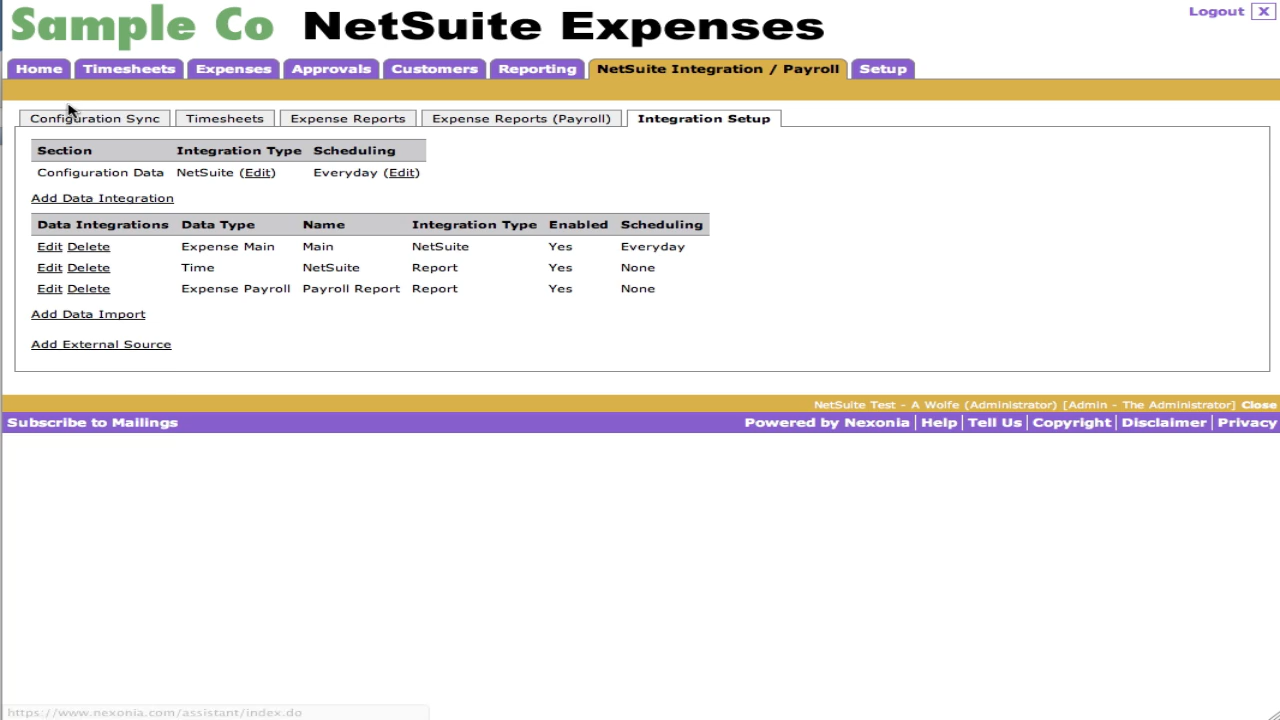 Sample Co NetSuite Expenses
Logout X
Home Timesheets Expenses Approvals Customers Reporting NetSuite Integration / Payroll Setup
Configuration Sync Timesheets Expense Reports Expense Reports (Payroll) Integration Setup
Section Integration Type Scheduling
Configuration Data NetSuite (Edit) Everyday (Edit)
Add Data Integration
Data Integrations Data Type Name Integration Type Enabled Scheduling
Edit Delete Expense Main Main NetSuite Yes Everyday
Edit Delete Time NetSuite Report Yes None
Edit Delete Expense Payroll Payroll Report Report Yes None
Add Data Import
Add External Source
NetSuite Test - A Wolfe (Administrator) [Admin - The Administrator] Close
Subscribe to Mailings Powered by Nexonia | Help | Tell Us | Copyright | Disclaimer | Privacy
https://www.nexonia.com/assistant/index.do